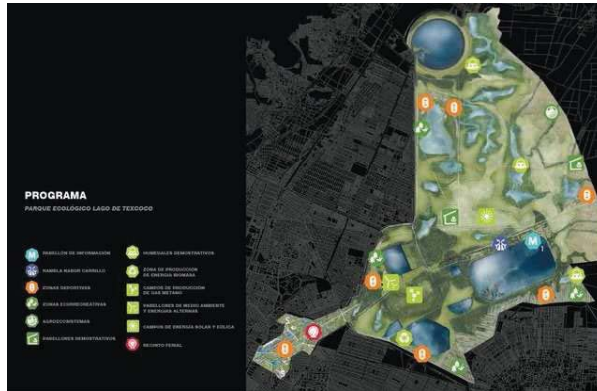 PROGRAMA
PARQUE ECOLÓGICO LAGO DE TEXCOCO
PABELLÓN DE INFORMACIÓN
RAMBLA NABOR CARRILLO
ZONAS DEPORTIVAS
ZONAS ECORRECREATIVAS
AGROECOSISTEMAS
PABELLONES DEMOSTRATIVOS
HUMEDALES DEMOSTRATIVOS
ZONA DE PRODUCCIÓN
DE ENERGÍA BIOMASA
CAMPOS DE PRODUCCIÓN
DE GAS METANO
PABELLONES DE MEDIO AMBIENTE
Y ENERGÍAS ALTERNAS
CAMPOS DE ENERGÍA SOLAR Y EÓLICA
RECINTO FERIAL